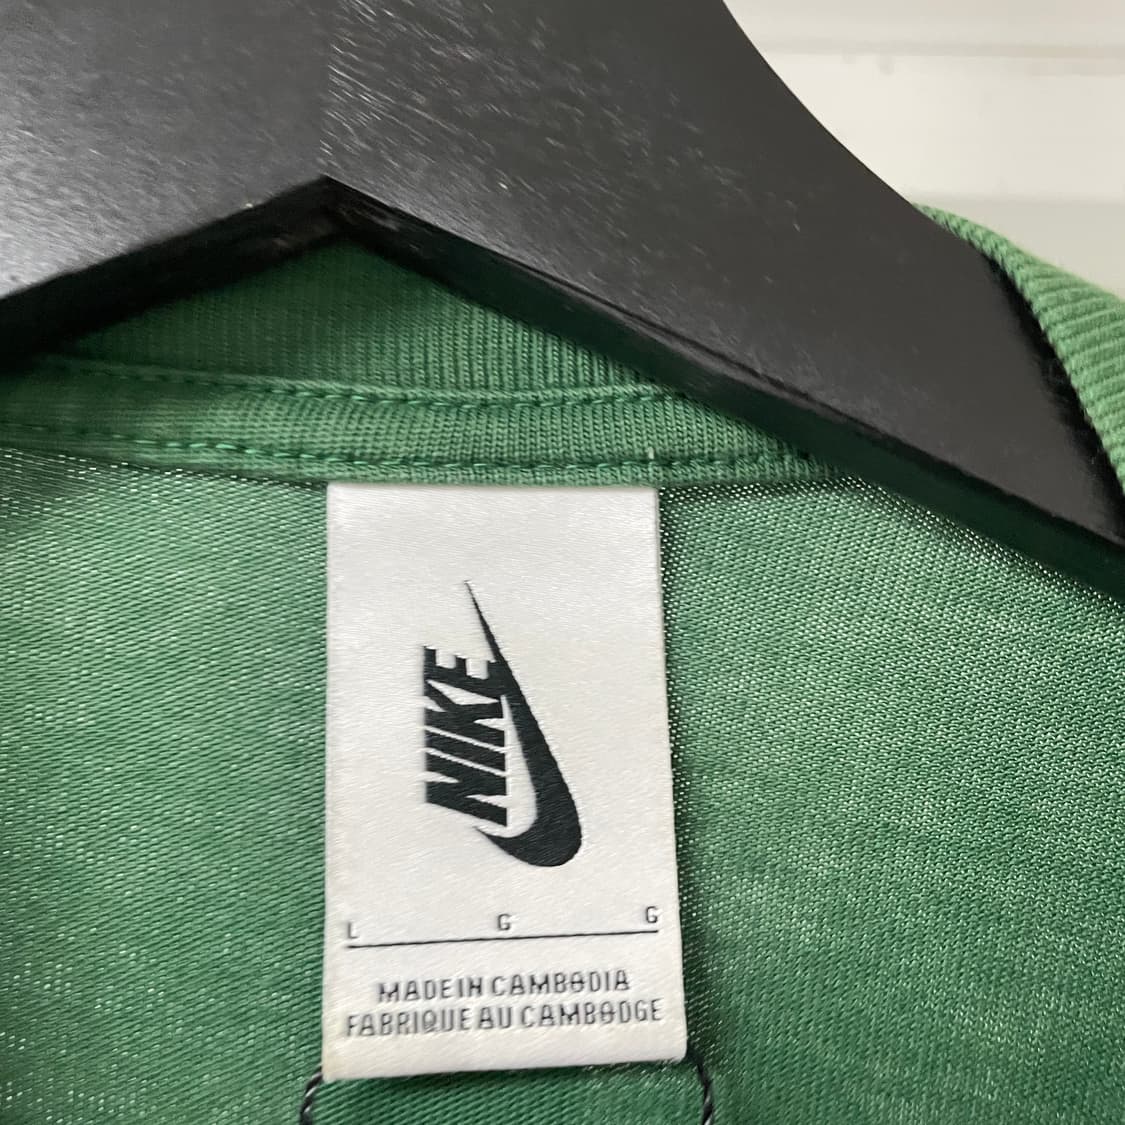 NIKE
L G G
MADE IN CAMBODIA
FABRIQUE AU CAMBODGE